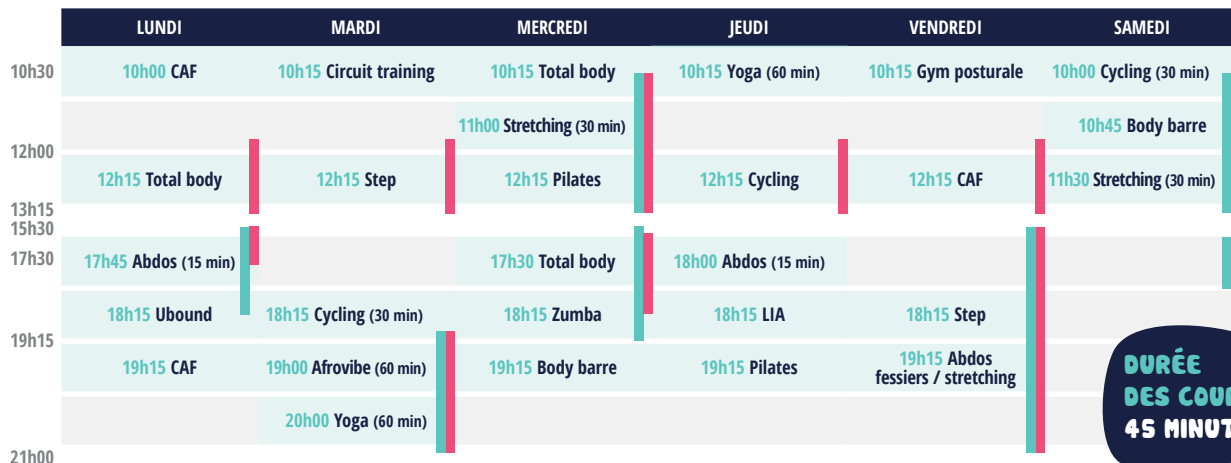 LUNDI MARDI MERCREDI JEUDI VENDREDI SAMEDI
10h30 10h00 CAF 10h15 Circuit training 10h15 Total body 10h15 Yoga (60 min) 10h15 Gym posturale 10h00 Cycling (30 min)
11h00 Stretching (30 min) 10h45 Body barre
12h00
12h15 Total body 12h15 Step 12h15 Pilates 12h15 Cycling 12h15 CAF 11h30 Stretching (30 min)
13h15
15h30
17h30 17h45 Abdos (15 min) 17h30 Total body 18h00 Abdos (15 min)
18h15 Ubound 18h15 Cycling (30 min) 18h15 Zumba 18h15 LIA 18h15 Step
19h15
19h15 CAF 19h00 Afrovibe (60 min) 19h15 Body barre 19h15 Pilates 19h15 Abdos
fessiers / stretching
20h00 Yoga (60 min)
21h00
DURÉE
DES COU
45 MINUT